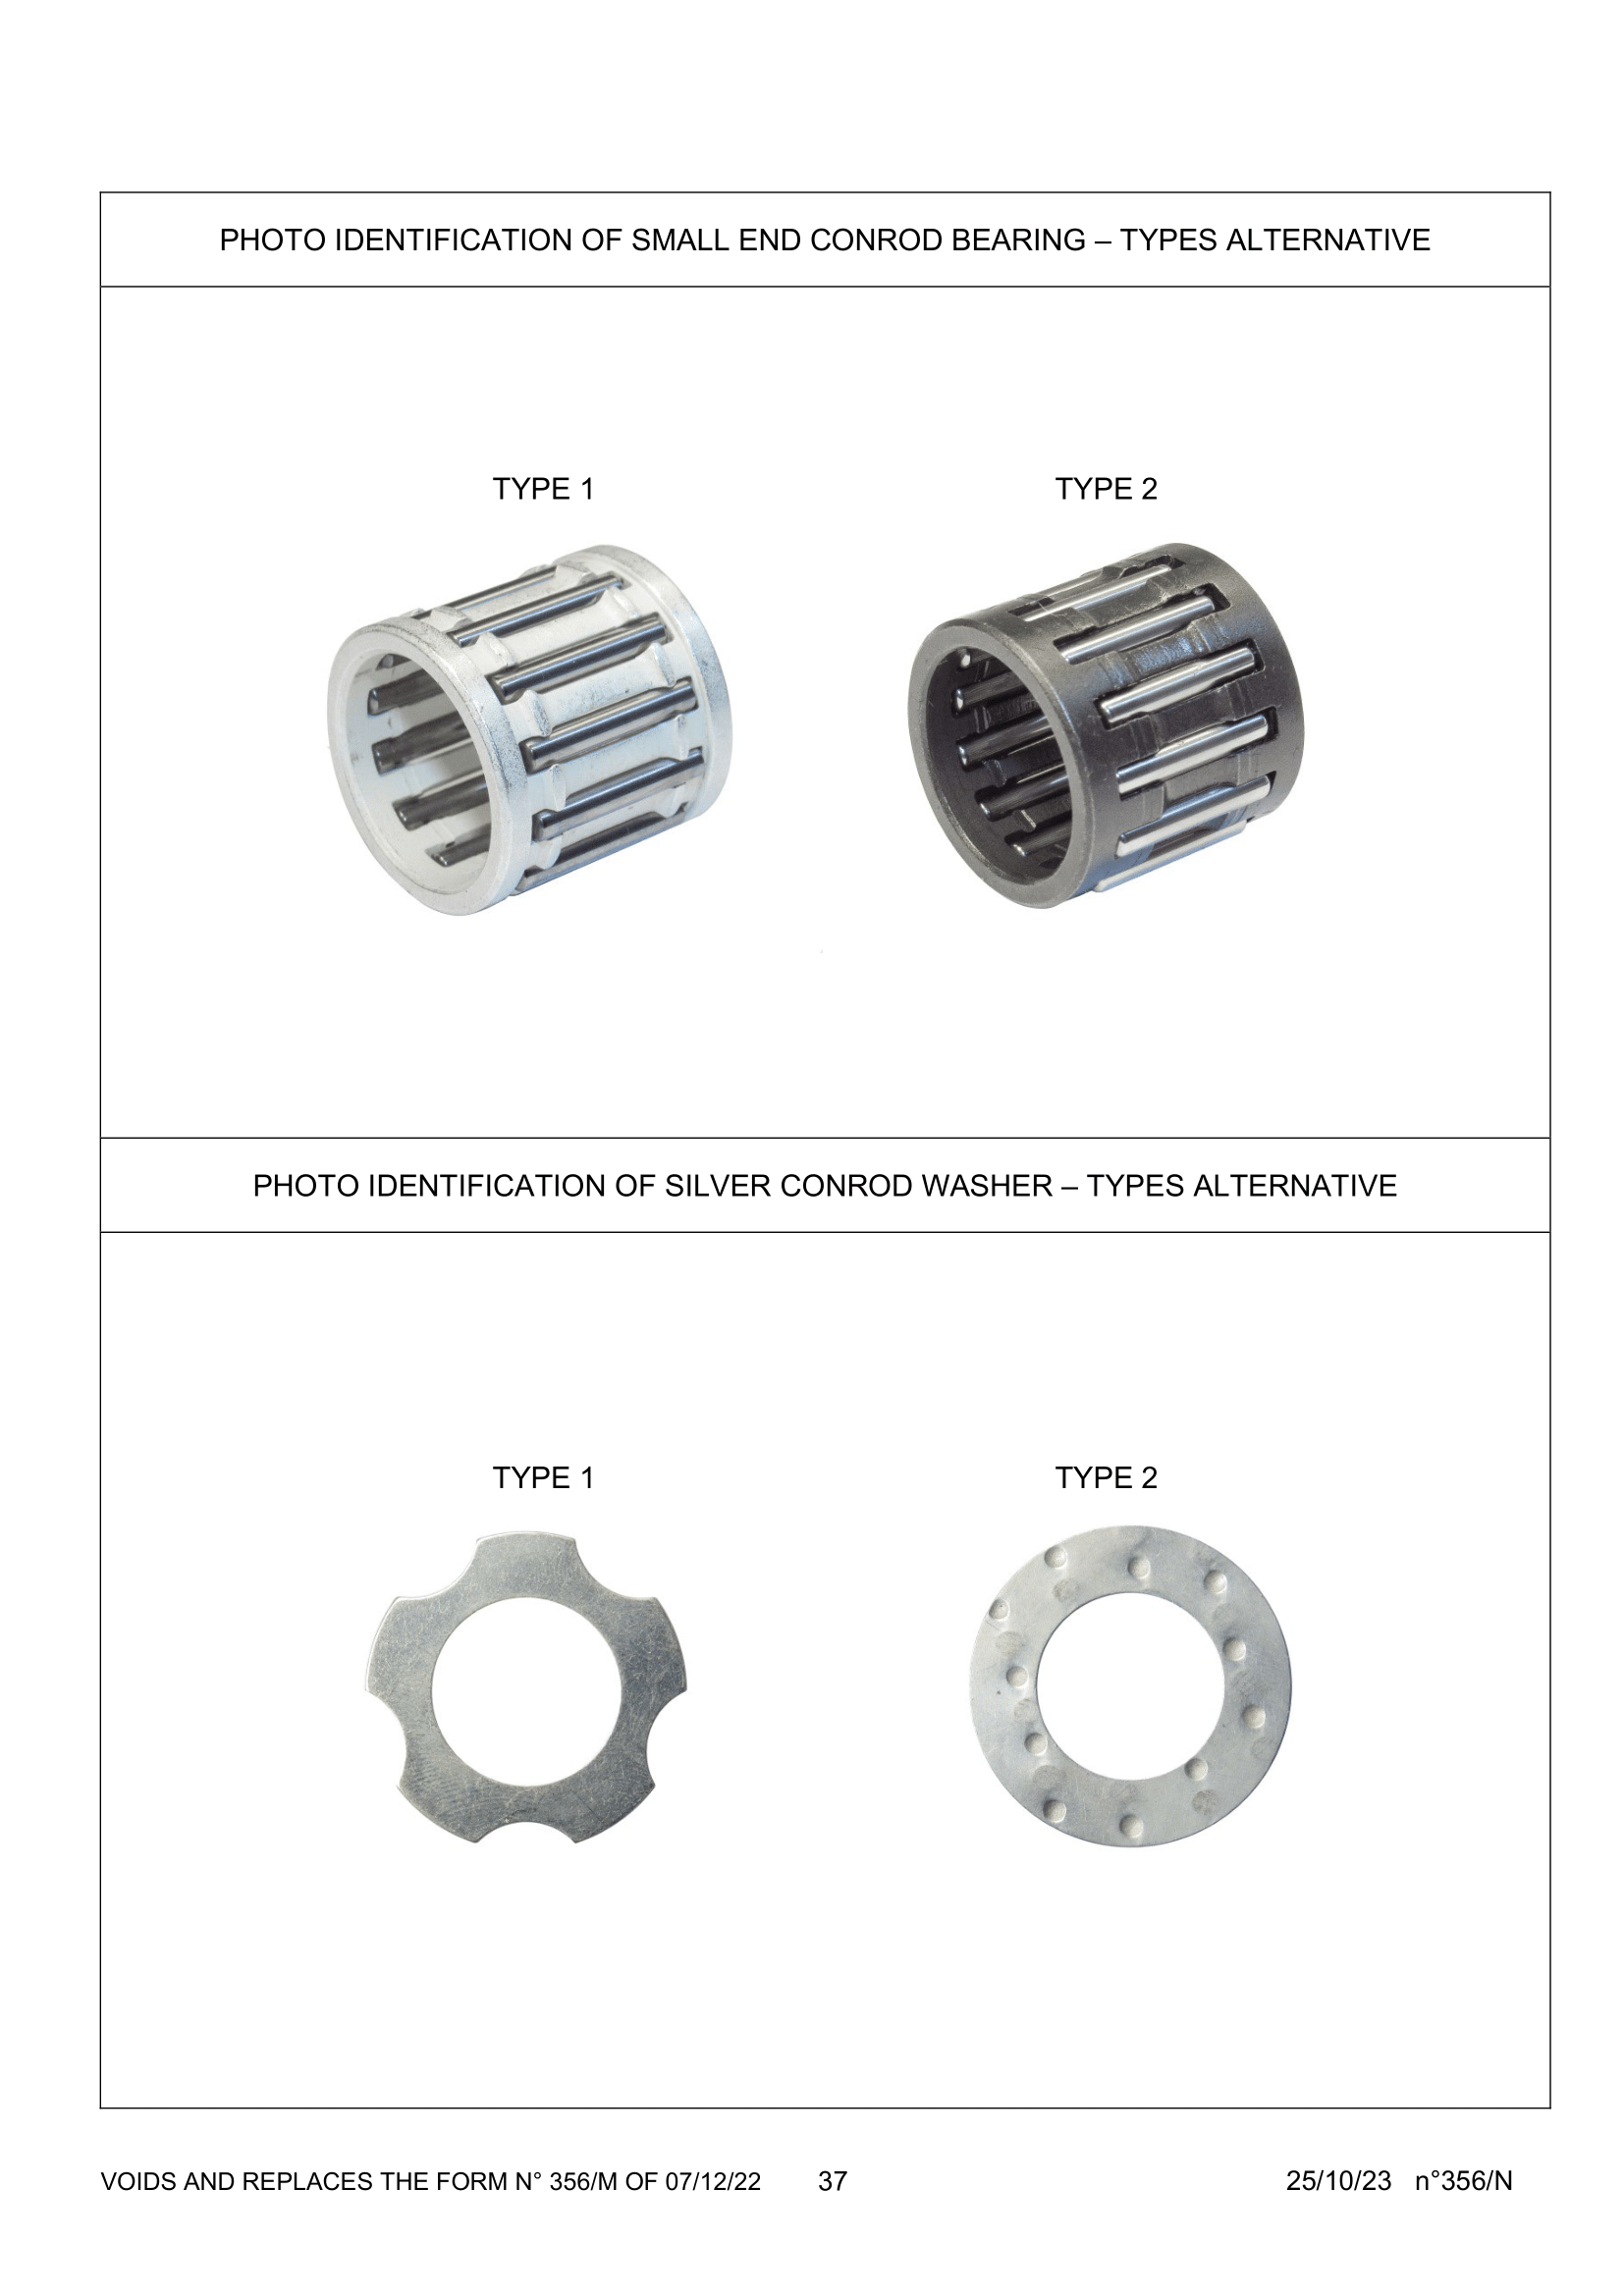 PHOTO IDENTIFICATION OF SMALL END CONROD BEARING – TYPES ALTERNATIVE
TYPE 1 TYPE 2
PHOTO IDENTIFICATION OF SILVER CONROD WASHER – TYPES ALTERNATIVE
TYPE 1 TYPE 2
VOIDS AND REPLACES THE FORM N° 356/M OF 07/12/22 37 25/10/23 n°356/N